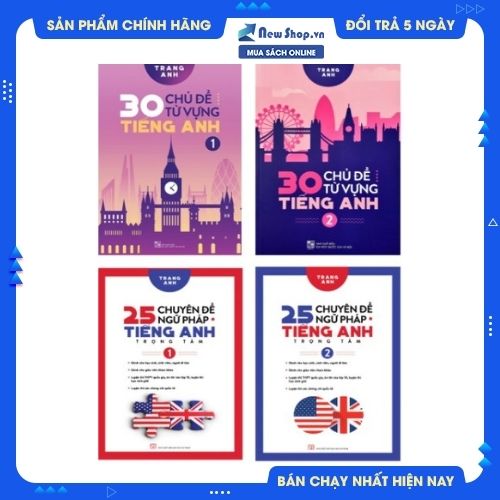 SẢN PHẨM CHÍNH HÃNG
New Shop.vn
MUA SÁCH ONLINE
ĐỔI TRẢ 5 NGÀY
TRANG
ANH
30 CHỦ ĐỀ
TỪ VỰNG
TIẾNG ANH
1
TRANG
ANH
30 CHỦ ĐỀ
TỪ VỰNG
TIẾNG ANH
2
TRANG
ANH
25 CHUYÊN ĐỀ
NGỮ PHÁP
TIẾNG ANH
TRỌNG TÂM
1
TRANG
ANH
25 CHUYÊN ĐỀ
NGỮ PHÁP
TIẾNG ANH
TRỌNG TÂM
2
BÁN CHẠY NHẤT HIỆN NAY